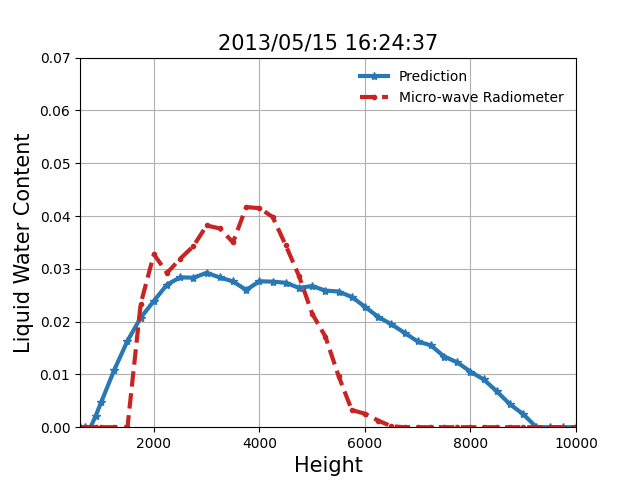 2013/05/15 16:24:37
0.07
0.06
0.05
0.04
0.03
0.02
0.01
0.00
Liquid Water Content
Prediction
Micro-wave Radiometer
2000 4000 6000 8000 10000
Height